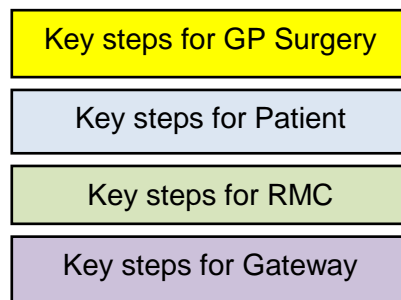 Key steps for GP Surgery
Key steps for Patient
Key steps for RMC
Key steps for Gateway